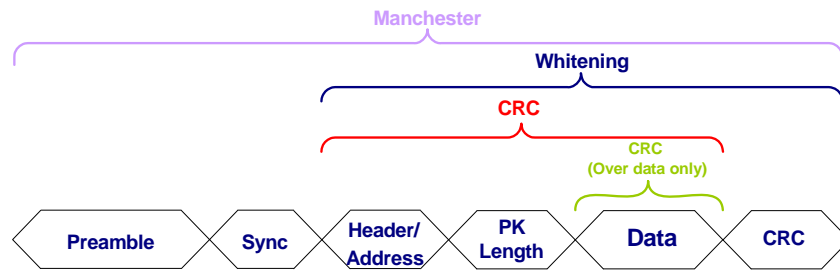 Manchester
Whitening
CRC
CRC
(Over data only)
Preamble
Sync
Header/
Address
PK
Length
Data
CRC